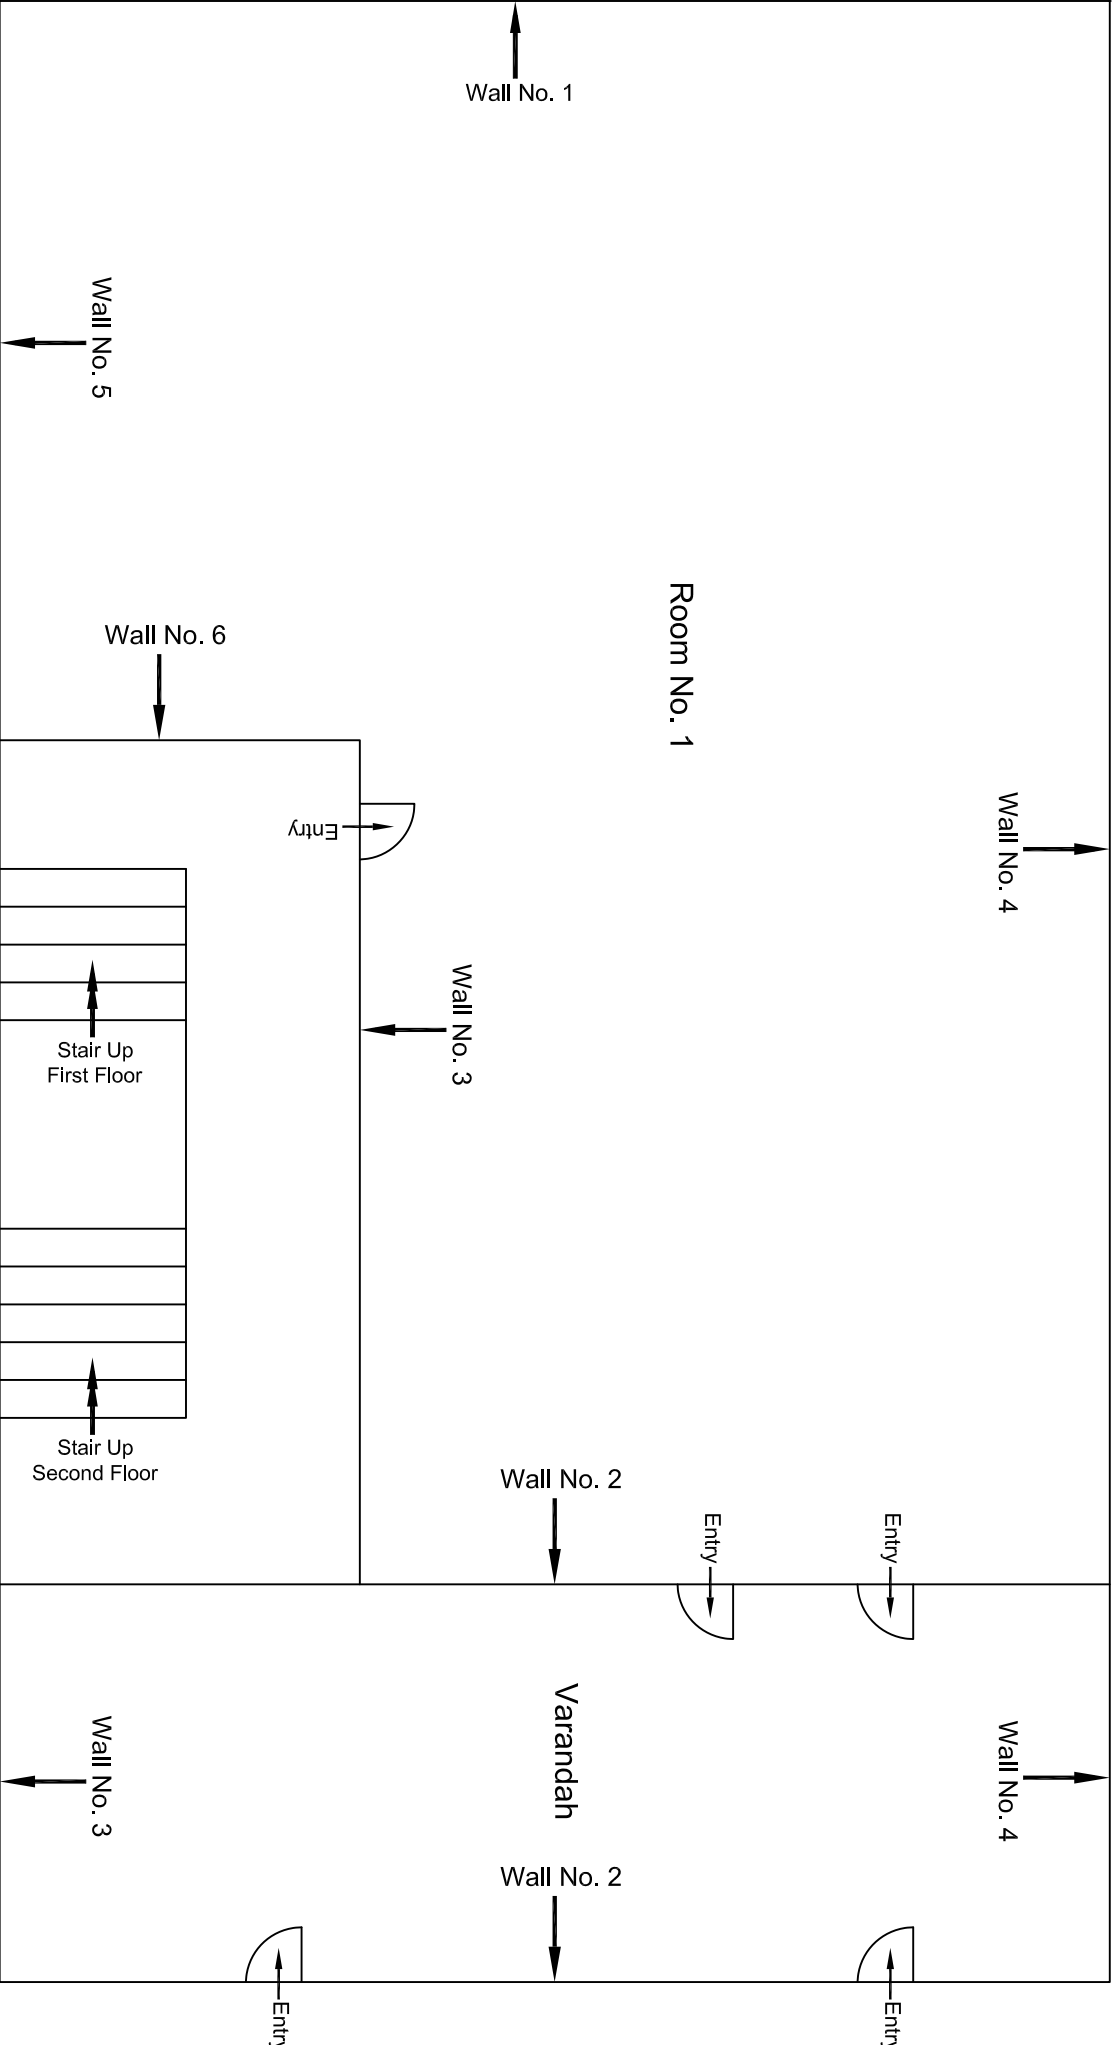 Wall No. 1
Wall No. 5
Room No. 1
Wall No. 6
Wall No. 4
Entry
Wall No. 3
Stair Up
First Floor
Stair Up
Second Floor
Wall No. 2
Entry
Entry
Varandah
Wall No. 3
Wall No. 4
Wall No. 2
Entry
Entry